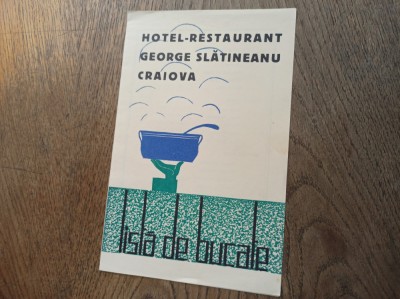 HOTEL-RESTAURANT
GEORGE SLĂTINEANU
CRAIOVA
listă de bucate